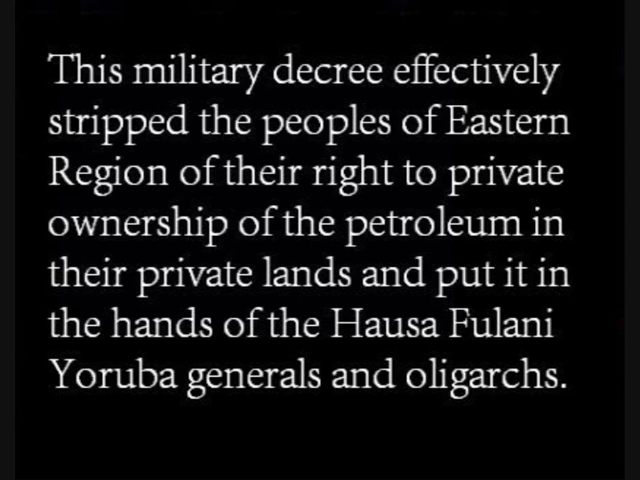 This military decree effectively
stripped the peoples of Eastern
Region of their right to private
ownership of the petroleum in
their private lands and put it in
the hands of the Hausa Fulani
Yoruba generals and oligarchs.